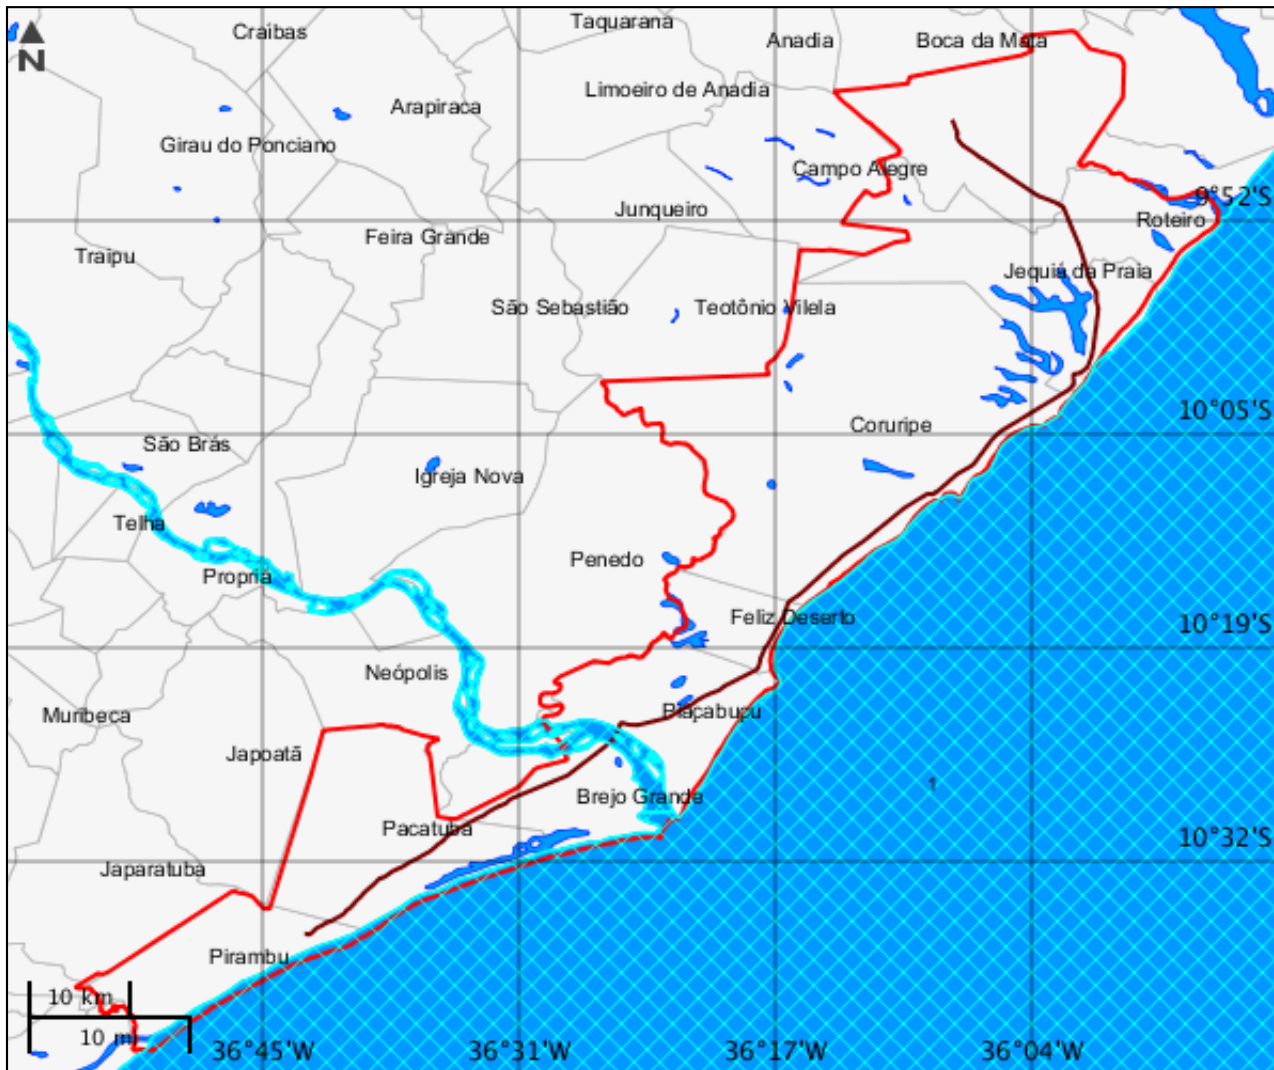 N
Craibas
Taquarana
Anadia
Boca da Mata
Limoeiro de Anadia
Arapiraca
Girau do Ponciano
Campo Alegre
9°52'S
Junqueiro
Roteiro
Feira Grande
Traipu
Jequiá da Praia
São Sebastião
Teotônio Vilela
10°05'S
Coruripe
São Brás
Igreja Nova
Telha
Penedo
Propriá
Feliz Deserto
10°19'S
Neópolis
Muribeca
Piaçabuçu
Japoatã
1
Brejo Grande
Pacatuba
10°32'S
Japaratuba
Pirambu
10 km
10 m
36°45'W
36°31'W
36°17'W
36°04'W